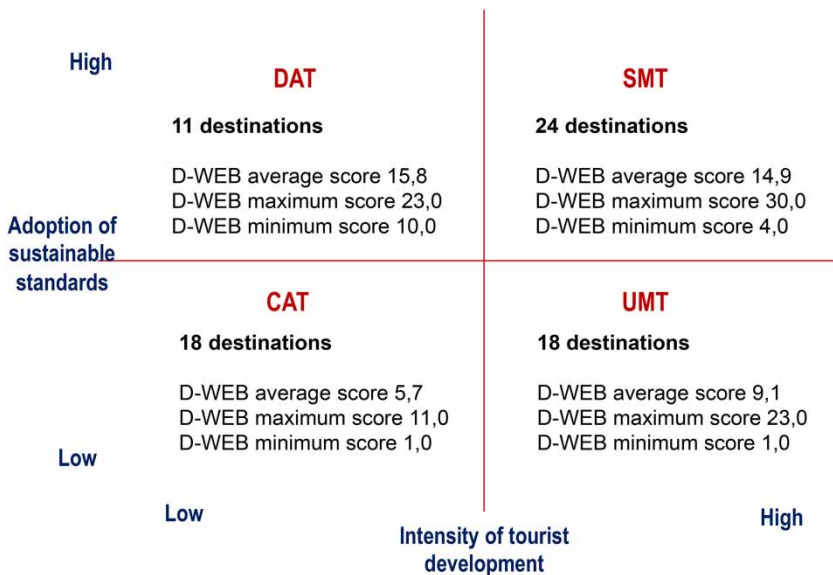 High
DAT
SMT
11 destinations
24 destinations
D-WEB average score 15,8
D-WEB maximum score 23,0
D-WEB minimum score 10,0
D-WEB average score 14,9
D-WEB maximum score 30,0
D-WEB minimum score 4,0
Adoption of
sustainable
standards
CAT
UMT
18 destinations
18 destinations
D-WEB average score 5,7
D-WEB maximum score 11,0
D-WEB minimum score 1,0
D-WEB average score 9,1
D-WEB maximum score 23,0
D-WEB minimum score 1,0
Low
Low
Intensity of tourist
development
High